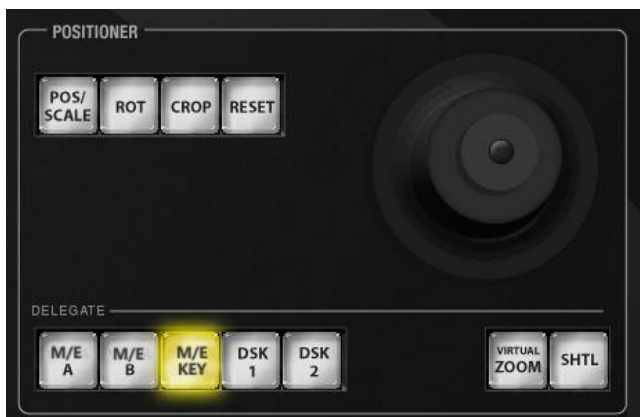 POSITIONER
POS/
SCALE
ROT
CROP
RESET
DELEGATE
M/E
A
M/E
B
M/E
KEY
DSK
1
DSK
2
VIRTUAL
ZOOM
SHTL